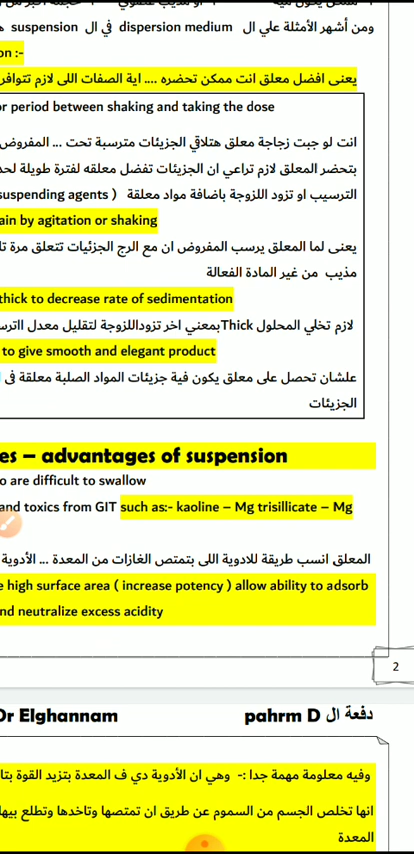 ومن أشهر الأمثلة علي ال dispersion medium في ال suspension
on :-
يعنى افضل معلق انت ممكن تحضره .... اية الصفات اللى لازم تتوافر
or period between shaking and taking the dose
انت لو جبت زجاجة معلق هتلاقي الجزيئات مترسبة تحت ... المفروض
بتحضر المعلق لازم تراعي ان الجزيئات تفضل معلقه لفترة طويلة لحد
الترسيب او تزود اللزوجة باضافة مواد معلقة ( suspending agents
ain by agitation or shaking
يعنى لما المعلق يرسب المفروض ان مع الرج الجزئيات تتعلق مرة تا
مذيب من غير المادة الفعالة
thick to decrease rate of sedimentation
لازم تخلي المحلول Thick بمعني اخر تزوداللزوجة لتقليل معدل االترس
to give smooth and elegant product
علشان تحصل علي معلق يكون فية جزيئات المواد الصلبة معلقة في
الجزيئات
es – advantages of suspension
o are difficult to swallow
and toxics from GIT such as:- kaoline – Mg trisillicate – Mg
المعلق انسب طريقة للادوية اللى بتمتص الغازات من المعدة ... الأدوية
e high surface area ( increase potency ) allow ability to adsorb
nd neutralize excess acidity
2
Dr Elghannam
دفعة ال pahrm D
وفيه معلومة مهمة جدا :- وهي ان الأدوية دي ف المعدة بتزيد القوة بتا
انها تخلص الجسم من السموم عن طريق ان تمتصها وتاخدها وتطلع بيها
المعدة